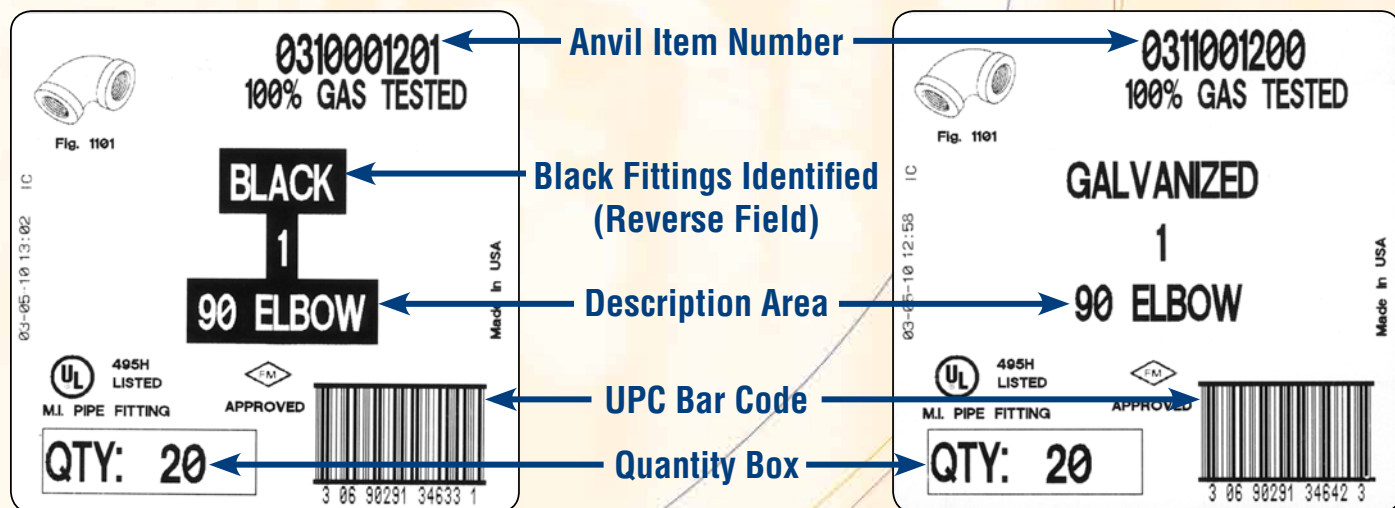 0310001201
100% GAS TESTED
Fig. 1101
BLACK
1
90 ELBOW
03-05-10 13:02 IC
Made In USA
UL
495H
LISTED
M.I. PIPE FITTING
FM
APPROVED
QTY: 20
3 06 90291 34633 1
Anvil Item Number
Black Fittings Identified
(Reverse Field)
Description Area
UPC Bar Code
Quantity Box
0311001200
100% GAS TESTED
Fig. 1101
GALVANIZED
1
90 ELBOW
03-05-10 12:58 IC
Made In USA
UL
495H
LISTED
M.I. PIPE FITTING
FM
APPROVED
QTY: 20
3 06 90291 34642 3